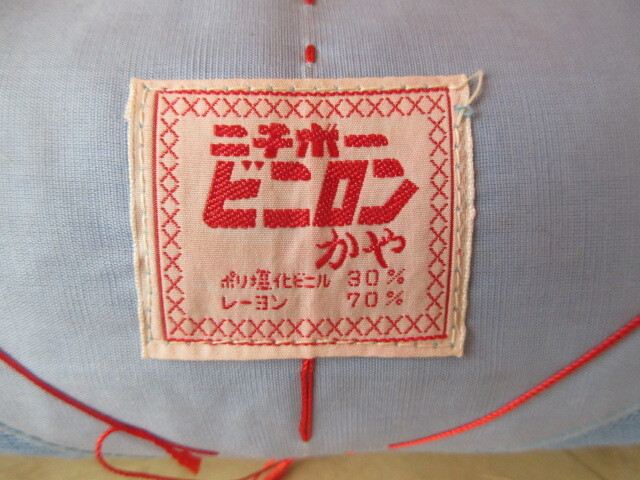 ニチボー
ビニロン
かや
ポリ塩化ビニル 30%
レーヨン 70%